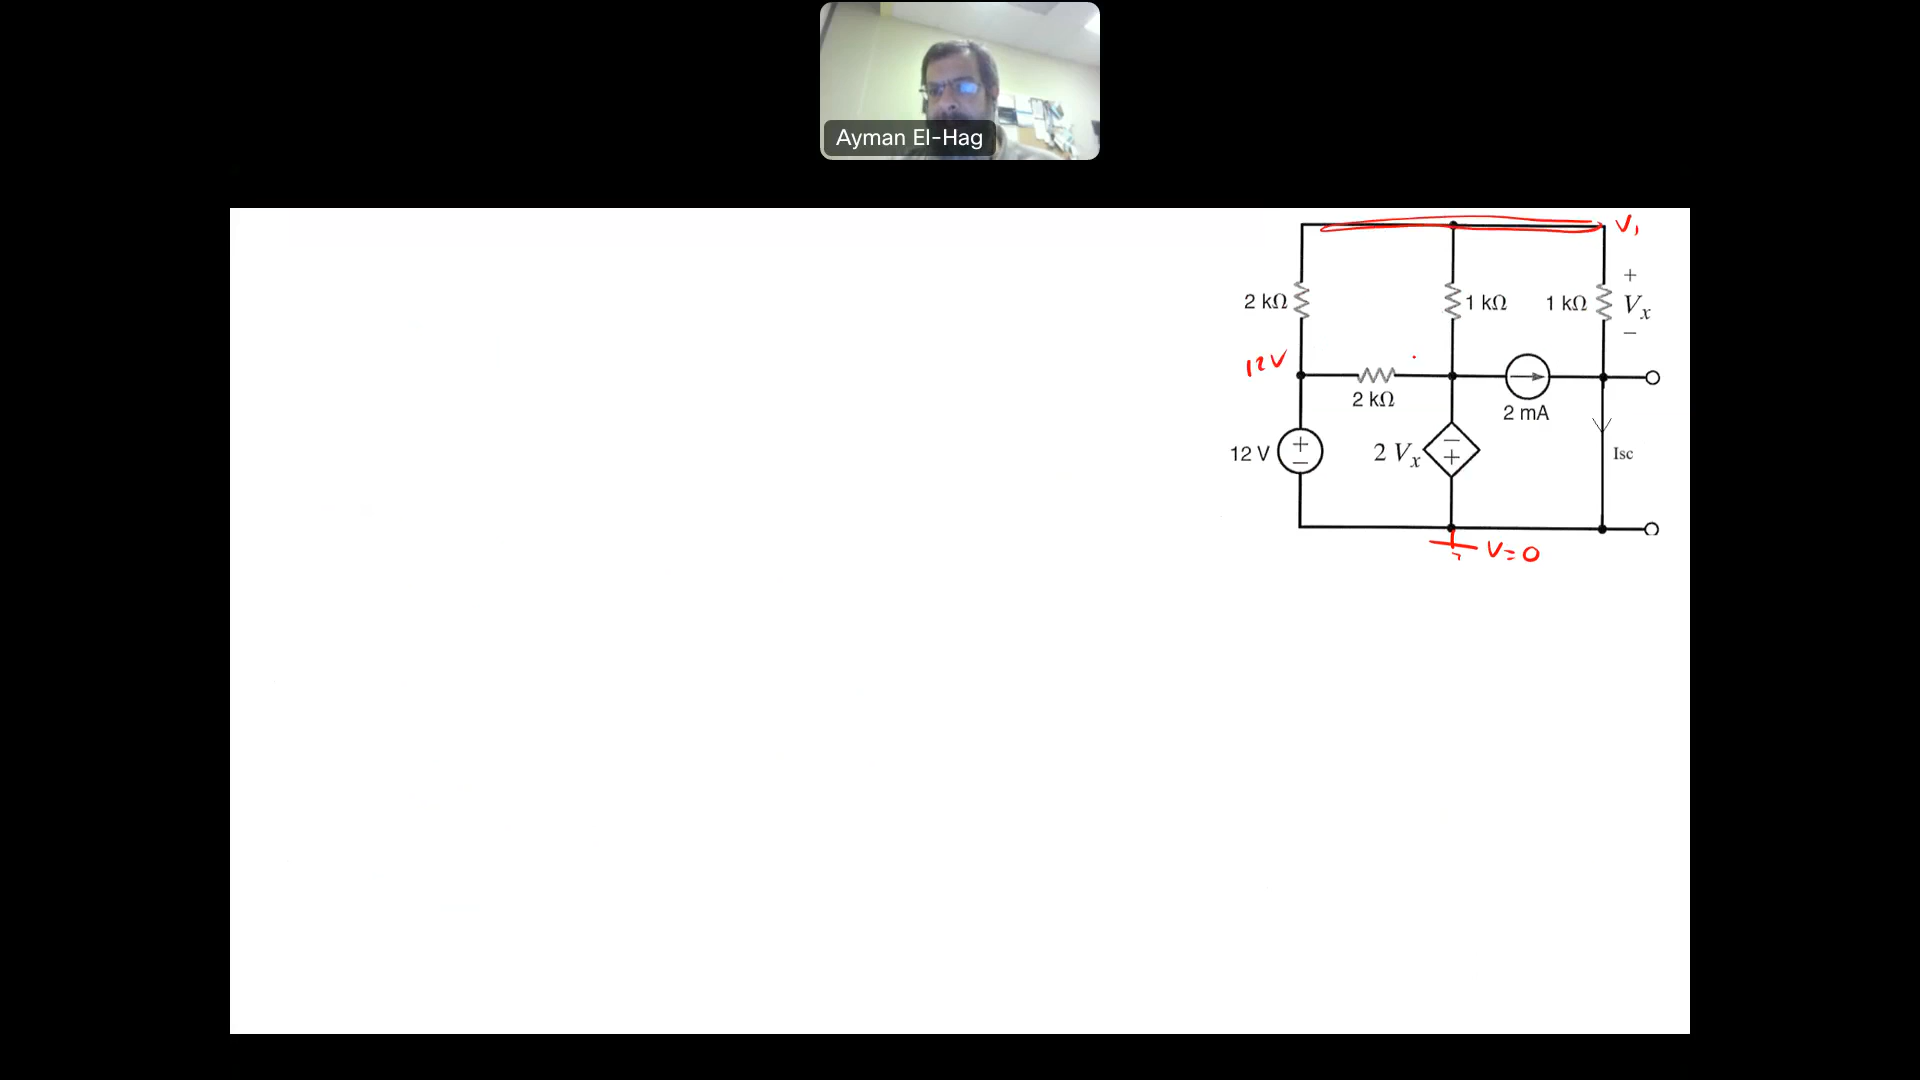 Ayman El-Hag
V₁
+
2 kΩ
1 kΩ
1 kΩ
Vx
−
12V
2 kΩ
2 mA
12 V
+
−
2 Vx
−
+
Isc
V=0